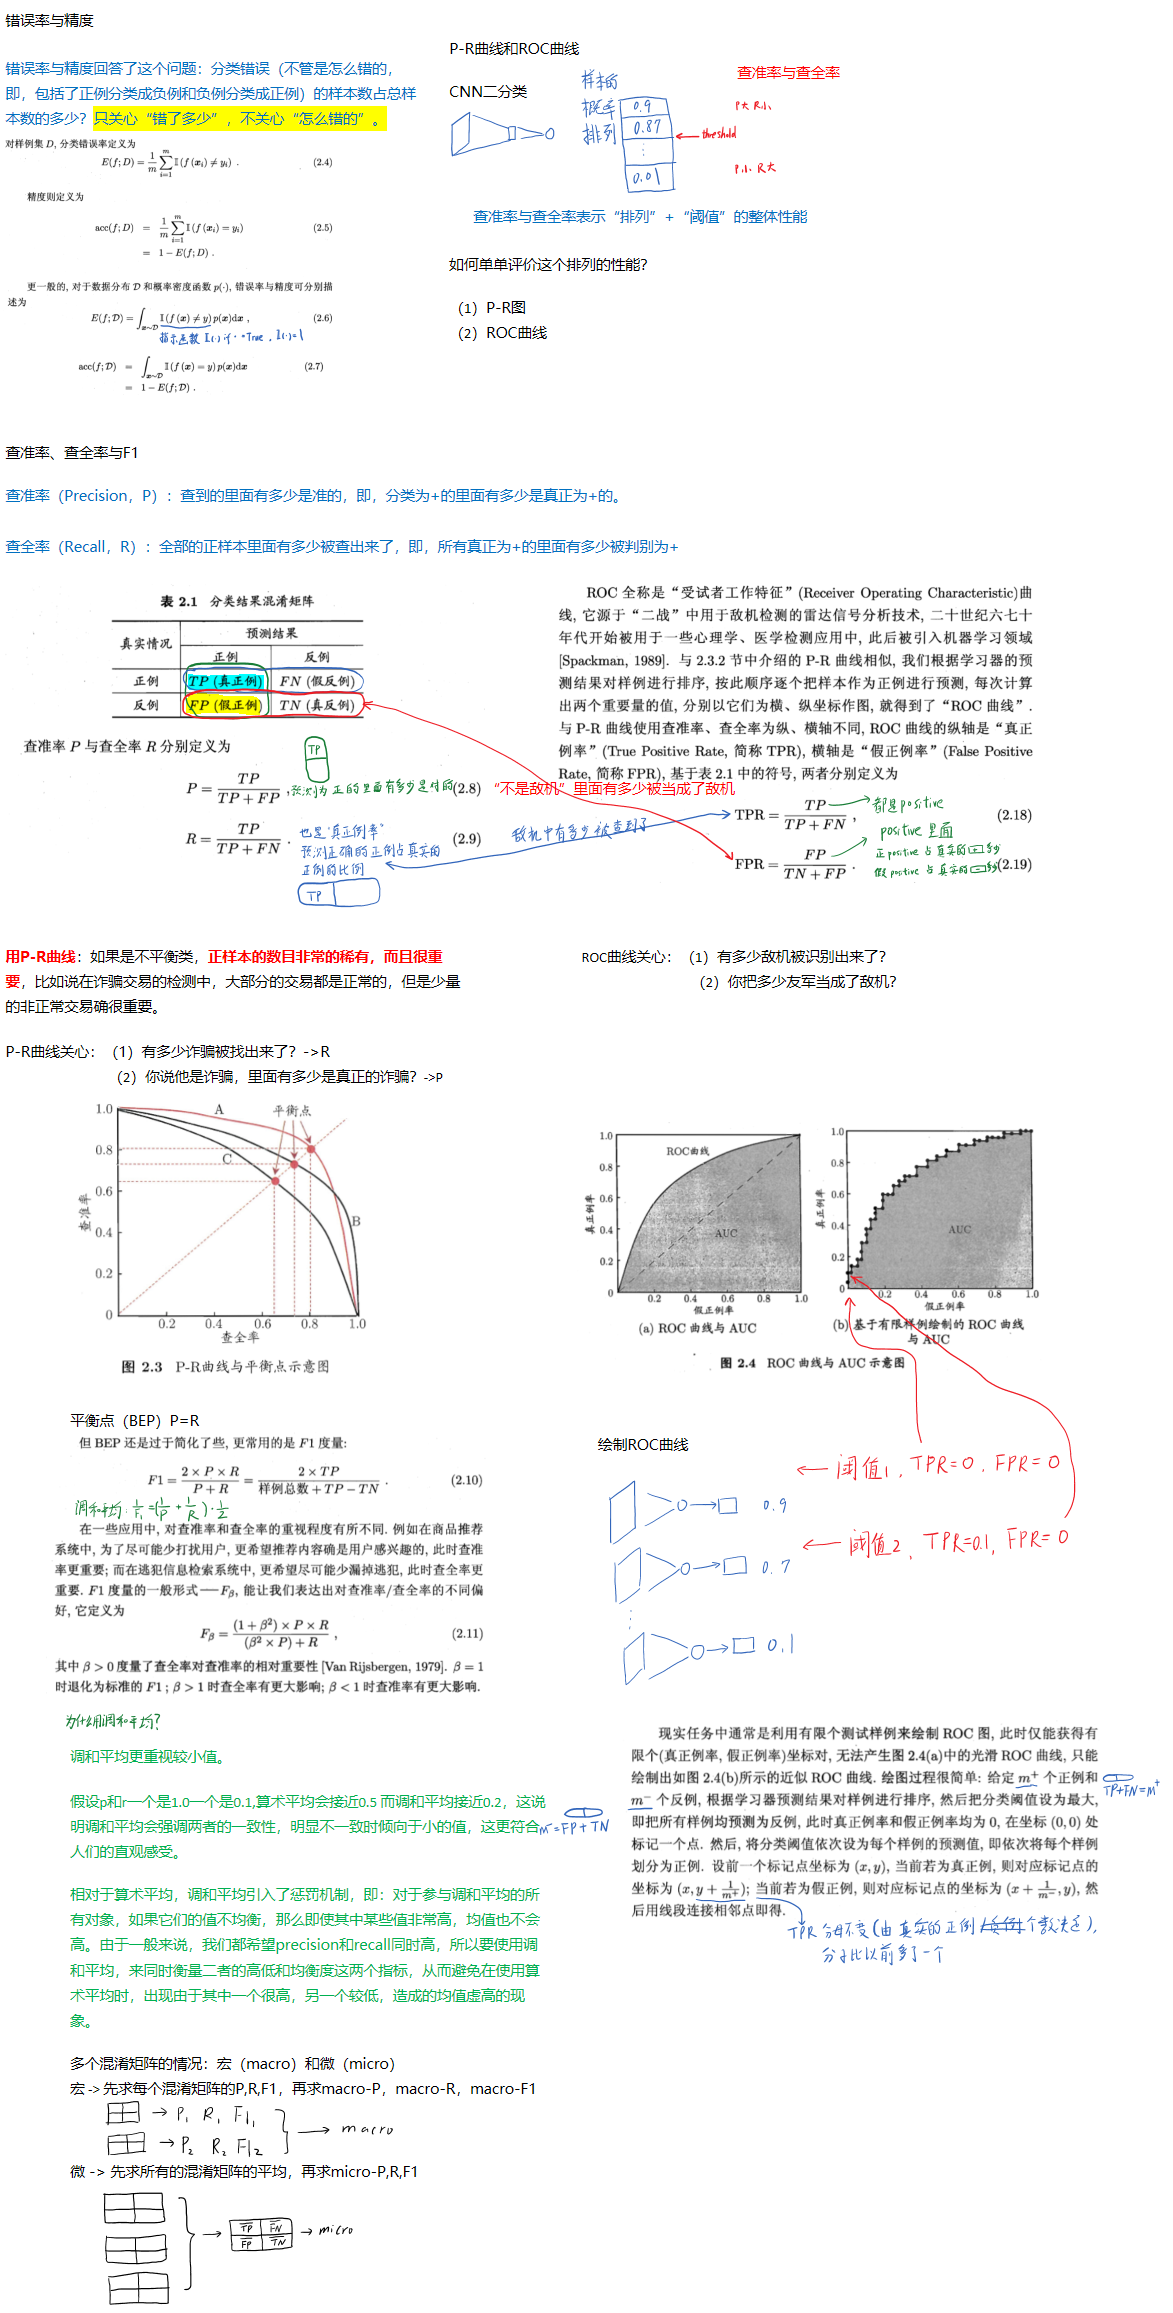 错误率与精度
错误率与精度回答了这个问题：分类错误（不管是怎么错的，
即，包括了正例分类成负例和负例分类成正例）的样本数占总样
本数的多少？只关心“错了多少”，不关心“怎么错的”。
对样例集 D, 分类错误率定义为
E(f;D) = 1/m ∑_{i=1}^{m} 𝕀(f(x_i) ≠ y_i) . (2.4)
精度则定义为
acc(f;D) = 1/m ∑_{i=1}^{m} 𝕀(f(x_i) = y_i) (2.5)
= 1 − E(f;D) .
更一般的, 对于数据分布 𝒟 和概率密度函数 p(·), 错误率与精度可分别描
述为
E(f;𝒟) = ∫_{x∼𝒟} 𝕀(f(x) ≠ y) p(x)dx , (2.6)
指示函数 𝕀(·) if · = True, 𝕀(·)=1
acc(f;𝒟) = ∫_{x∼𝒟} 𝕀(f(x) = y) p(x)dx (2.7)
= 1 − E(f;𝒟) .
P-R曲线和ROC曲线
CNN二分类
样本的
概率
排列
0.9
0.87
⋮
0.01
查准率与查全率
P大 R小
threshold
P小 R大
查准率与查全率表示“排列”+“阈值”的整体性能
如何单单评价这个排列的性能？
（1）P-R图
（2）ROC曲线
查准率、查全率与F1
查准率（Precision，P）：查到的里面有多少是准的，即，分类为+的里面有多少是真正为+的。
查全率（Recall，R）：全部的正样本里面有多少被查出来了，即，所有真正为+的里面有多少被判别为+
表 2.1 分类结果混淆矩阵
真实情况 预测结果
正例 反例
正例 TP (真正例) FN (假反例)
反例 FP (假正例) TN (真反例)
查准率 P 与查全率 R 分别定义为
TP
P = TP / (TP + FP) , (2.8)
预测为正的里面有多少是对的
R = TP / (TP + FN) . (2.9)
也是“真正例率”
预测正确的正例占真实的
正例的比例
TP
ROC 全称是“受试者工作特征”(Receiver Operating Characteristic)曲
线, 它源于“二战”中用于敌机检测的雷达信号分析技术, 二十世纪六七十
年代开始被用于一些心理学、医学检测应用中, 此后被引入机器学习领域
[Spackman, 1989]. 与 2.3.2 节中介绍的 P-R 曲线相似, 我们根据学习器的预
测结果对样例进行排序, 按此顺序逐个把样本作为正例进行预测, 每次计算
出两个重要量的值, 分别以它们为横、纵坐标作图, 就得到了“ROC 曲线”.
与 P-R 曲线使用查准率、查全率为纵、横轴不同, ROC 曲线的纵轴是“真正
例率”(True Positive Rate, 简称 TPR), 横轴是“假正例率”(False Positive
Rate, 简称 FPR), 基于表 2.1 中的符号, 两者分别定义为
“不是敌机”里面有多少被当成了敌机
敌机中有多少被查到了
TPR = TP / (TP + FN) , (2.18)
都是positive
positive里面
FPR = FP / (TN + FP) . (2.19)
正positive占真实的+多少
假positive占真实的-多少
用P-R曲线：如果是不平衡类，正样本的数目非常的稀有，而且很重
要，比如说在诈骗交易的检测中，大部分的交易都是正常的，但是少量
的非正常交易确很重要。
P-R曲线关心：（1）有多少诈骗被找出来了？->R
（2）你说他是诈骗，里面有多少是真正的诈骗？->P
ROC曲线关心：（1）有多少敌机被识别出来了？
（2）你把多少友军当成了敌机？
1.0
0.8
0.6
0.4
0.2
0
查准率
A
C
B
平衡点
0.2 0.4 0.6 0.8 1.0
查全率
图 2.3 P-R曲线与平衡点示意图
1.0
0.8
0.6
0.4
0.2
0
真正例率
ROC曲线
AUC
0.2 0.4 0.6 0.8 1.0
假正例率
(a) ROC 曲线与 AUC
1.0
0.8
0.6
0.4
0.2
0
真正例率
AUC
0.2 0.4 0.6 0.8 1.0
假正例率
(b) 基于有限样例绘制的 ROC 曲线
与 AUC
图 2.4 ROC 曲线与 AUC 示意图
平衡点（BEP）P=R
但 BEP 还是过于简化了些, 更常用的是 F1 度量:
F1 = 2 × P × R / (P + R) = 2 × TP / (样例总数 + TP − TN) . (2.10)
调和平均: 1/F1 = (1/P + 1/R) · 1/2
在一些应用中, 对查准率和查全率的重视程度有所不同. 例如在商品推荐
系统中, 为了尽可能少打扰用户, 更希望推荐内容确是用户感兴趣的, 此时查准
率更重要; 而在逃犯信息检索系统中, 更希望尽可能少漏掉逃犯, 此时查全率更
重要. F1 度量的一般形式——Fβ, 能让我们表达出对查准率/查全率的不同偏
好, 它定义为
Fβ = (1 + β²) × P × R / ((β² × P) + R) , (2.11)
其中 β > 0 度量了查全率对查准率的相对重要性 [Van Rijsbergen, 1979]. β = 1
时退化为标准的 F1; β > 1 时查全率有更大影响; β < 1 时查准率有更大影响.
为什么用调和平均？
调和平均更重视较小值。
假设p和r一个是1.0一个是0.1,算术平均会接近0.5 而调和平均接近0.2，这说
明调和平均会强调两者的一致性，明显不一致时倾向于小的值，这更符合
人们的直观感受。
相对于算术平均，调和平均引入了惩罚机制，即：对于参与调和平均的所
有对象，如果它们的值不均衡，那么即使其中某些值非常高，均值也不会
高。由于一般来说，我们都希望precision和recall同时高，所以要使用调
和平均，来同时衡量二者的高低和均衡度这两个指标，从而避免在使用算
术平均时，出现由于其中一个很高，另一个较低，造成的均值虚高的现
象。
绘制ROC曲线
0.9
0.7
⋮
0.1
阈值1, TPR=0, FPR=0
阈值2, TPR=0.1, FPR=0
现实任务中通常是利用有限个测试样例来绘制 ROC 图, 此时仅能获得有
限个(真正例率, 假正例率)坐标对, 无法产生图 2.4(a)中的光滑 ROC 曲线, 只能
绘制出如图 2.4(b)所示的近似 ROC 曲线. 绘图过程很简单: 给定 m⁺ 个正例和
m⁻ 个反例, 根据学习器预测结果对样例进行排序, 然后把分类阈值设为最大,
即把所有样例均预测为反例, 此时真正例率和假正例率均为 0, 在坐标 (0,0) 处
标记一个点. 然后, 将分类阈值依次设为每个样例的预测值, 即依次将每个样例
划分为正例. 设前一个标记点坐标为 (x, y), 当前若为真正例, 则对应标记点的
坐标为 (x, y + 1/m⁺); 当前若为假正例, 则对应标记点的坐标为 (x + 1/m⁻, y), 然
后用线段连接相邻点即得.
TP+FN=m⁺
m⁻=FP+TN
TPR 分母不变(由真实的正例个数决定),
分子比以前多了一个
多个混淆矩阵的情况：宏（macro）和微（micro）
宏 -> 先求每个混淆矩阵的P,R,F1，再求macro-P，macro-R，macro-F1
→ P₁ R₁ F1₁
→ P₂ R₂ F1₂
→ macro
微 -> 先求所有的混淆矩阵的平均，再求micro-P,R,F1
TP FN
FP TN
→ micro